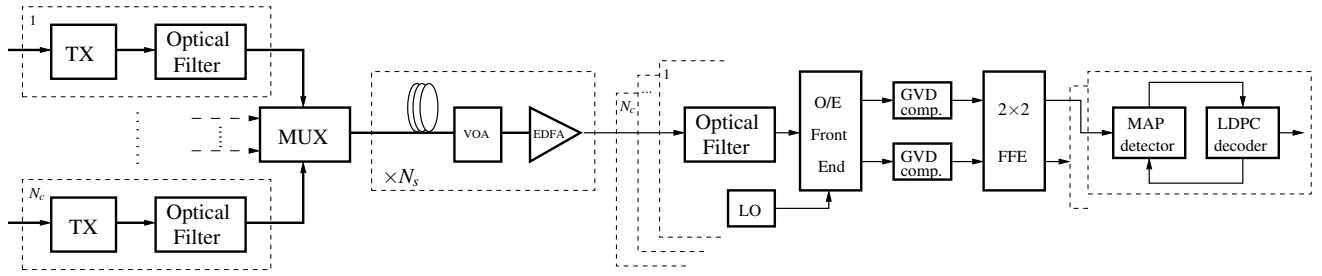 1
TX
Optical
Filter
MUX
N_c
TX
Optical
Filter
VOA
EDFA
×N_s
1
...
N_c
Optical
Filter
LO
O/E
Front
End
GVD
comp.
GVD
comp.
2×2
FFE
MAP
detector
LDPC
decoder